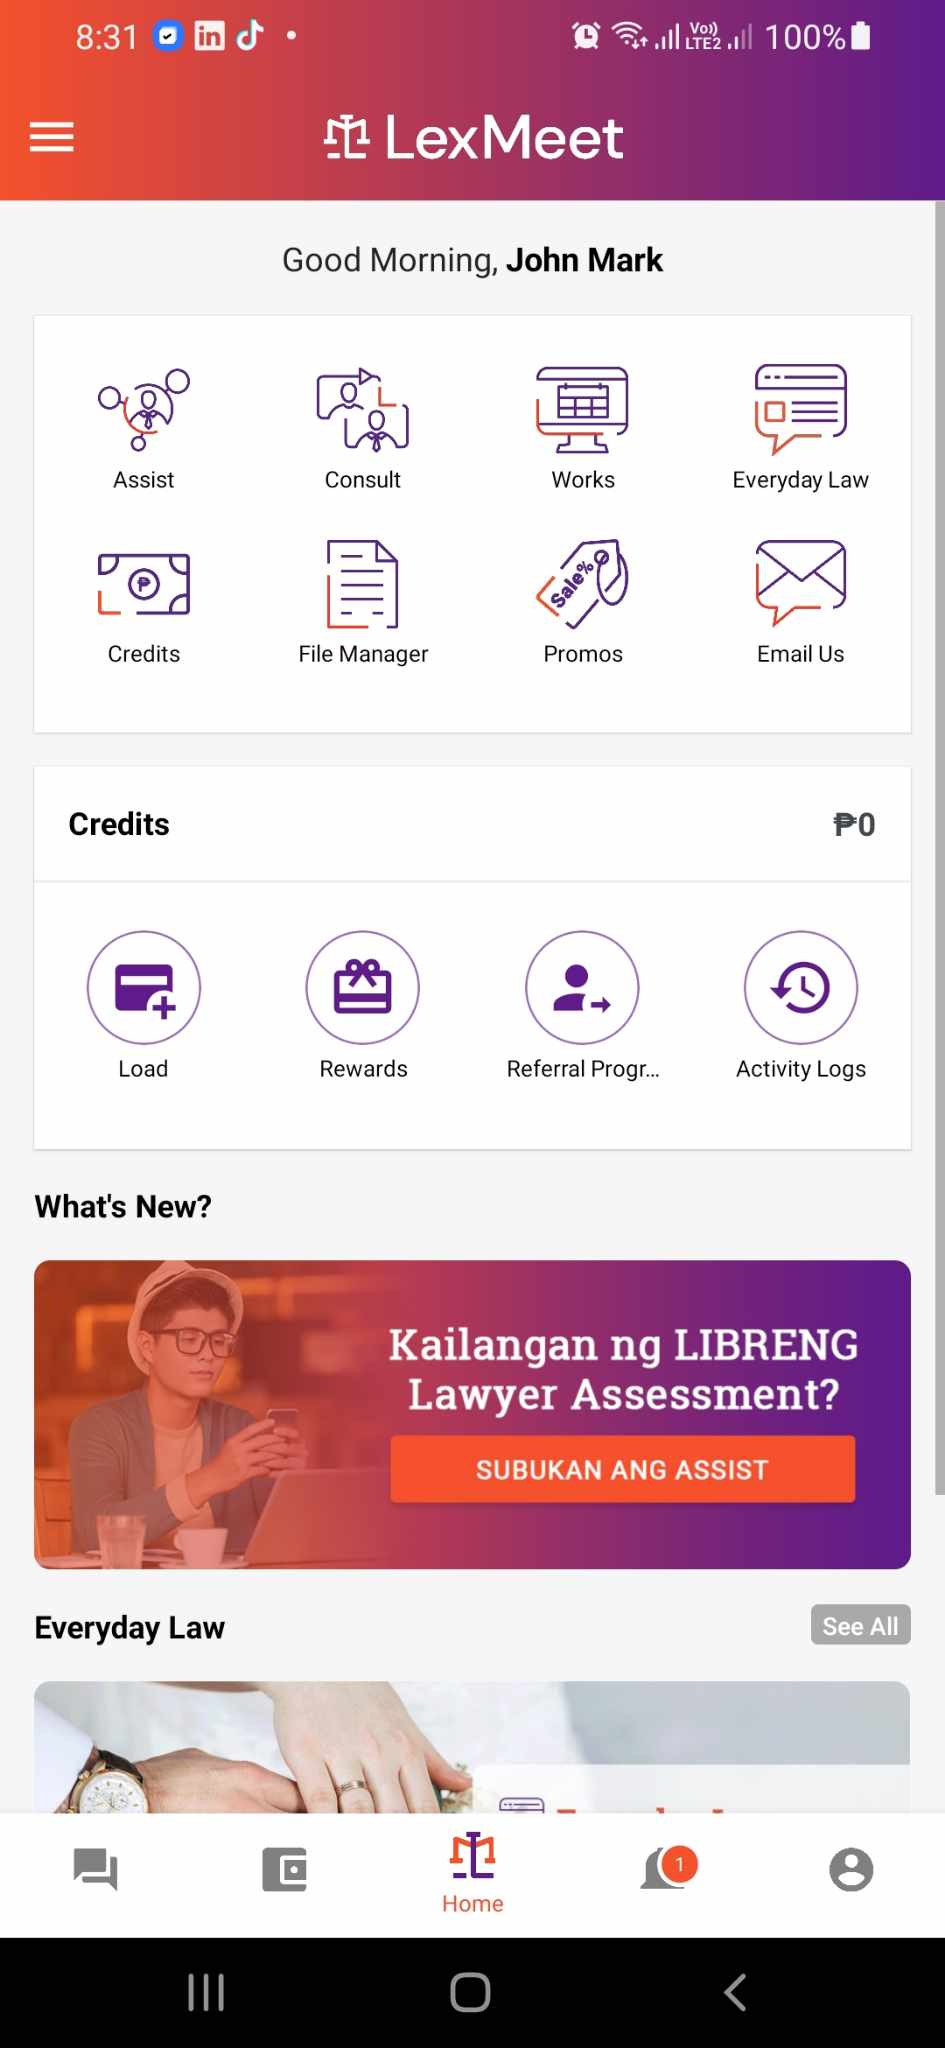 8:31
Vo))
LTE2
100%
LexMeet
Good Morning, John Mark
Assist
Consult
Works
Everyday Law
Sale%
Credits
File Manager
Promos
Email Us
Credits
₱0
Load
Rewards
Referral Progr...
Activity Logs
What's New?
Kailangan ng LIBRENG
Lawyer Assessment?
SUBUKAN ANG ASSIST
Everyday Law
See All
1
Home